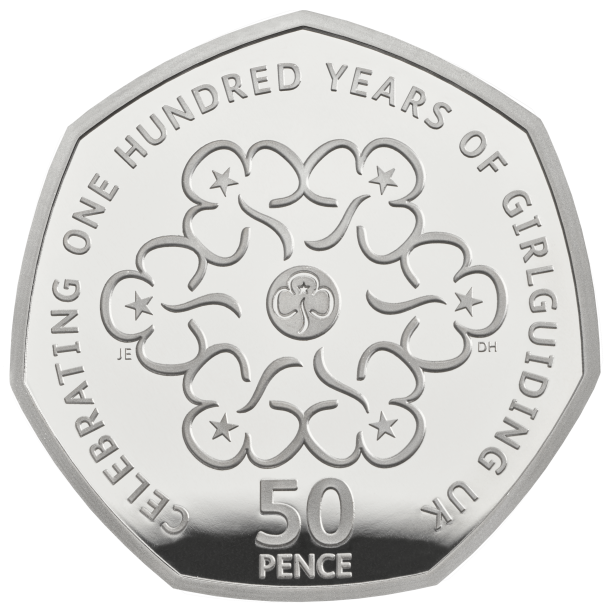 CELEBRATING ONE HUNDRED YEARS OF GIRLGUIDING UK
JE
DH
50
PENCE